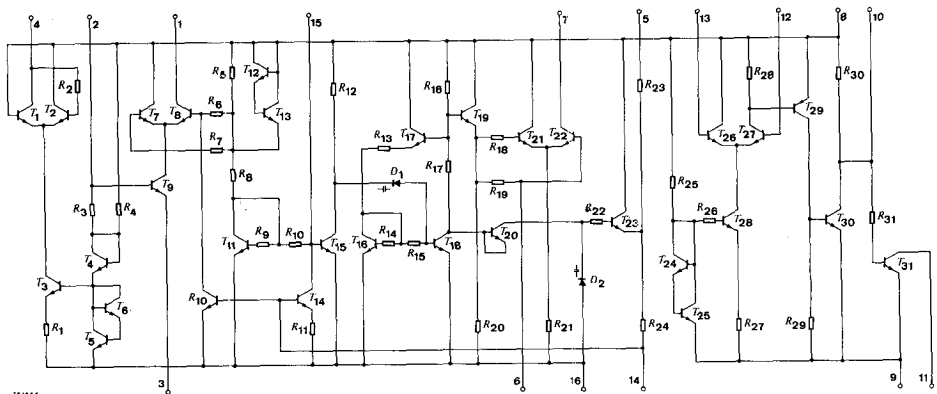 4 2 1 15 7 5 13 12 8 10
R2 R5 T12 R12 R16 T19 R23 R28 R30
T1 T2 T7 T8 R6 T13 R13 T17 R18 T21 T22 T26 T27 T29
R7 R17 R19
R8 D1 R25
R3 R4 T9 R26 T28 R31
T11 R9 R10 T15 T16 R14 R15 T18 T20 R22 T23 T30
T4 T24 T31
T3 T6 R10 T14 D2 T25
R1 T5 R11 R20 R21 R24 R27 R29
3 6 16 14 9 11